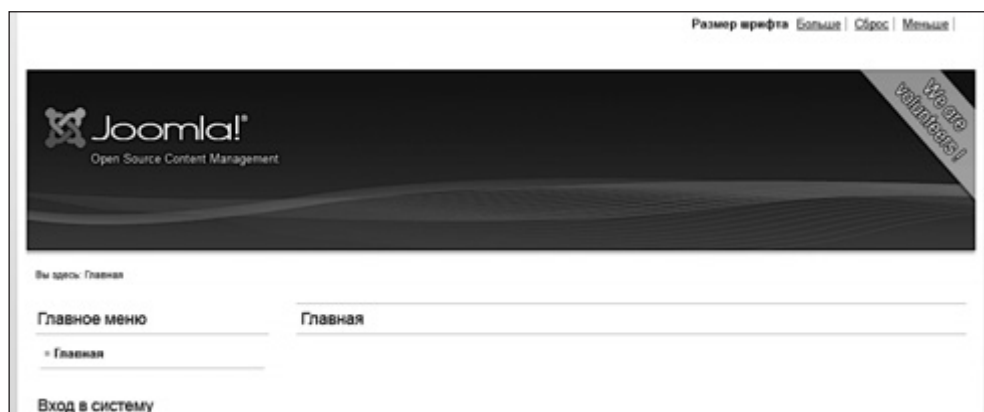 Размер шрифта Больше | Сброс | Меньше |
We are
volunteers!
Joomla!®
Open Source Content Management
Вы здесь: Главная
Главное меню
Главная
Главная
Вход в систему